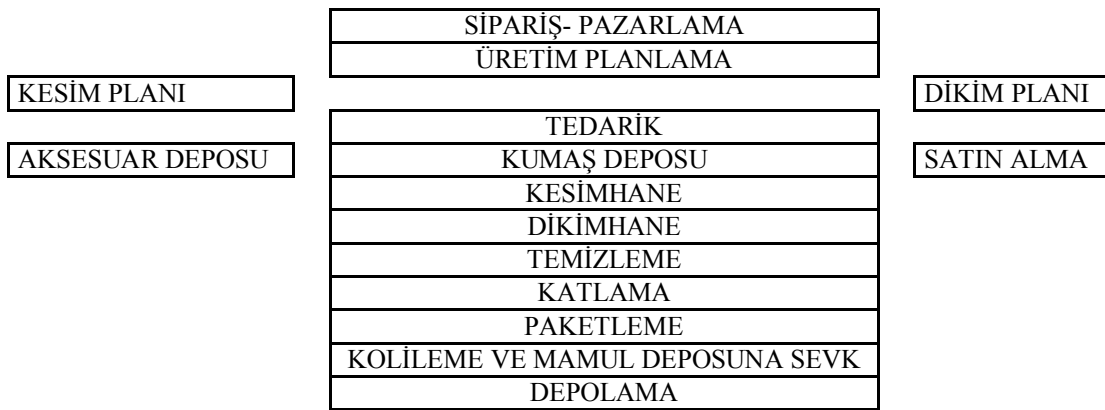 SİPARİŞ- PAZARLAMA
ÜRETİM PLANLAMA
KESİM PLANI
DİKİM PLANI
TEDARİK
AKSESUAR DEPOSU
KUMAŞ DEPOSU
SATIN ALMA
KESİMHANE
DİKİMHANE
TEMİZLEME
KATLAMA
PAKETLEME
KOLİLEME VE MAMUL DEPOSUNA SEVK
DEPOLAMA